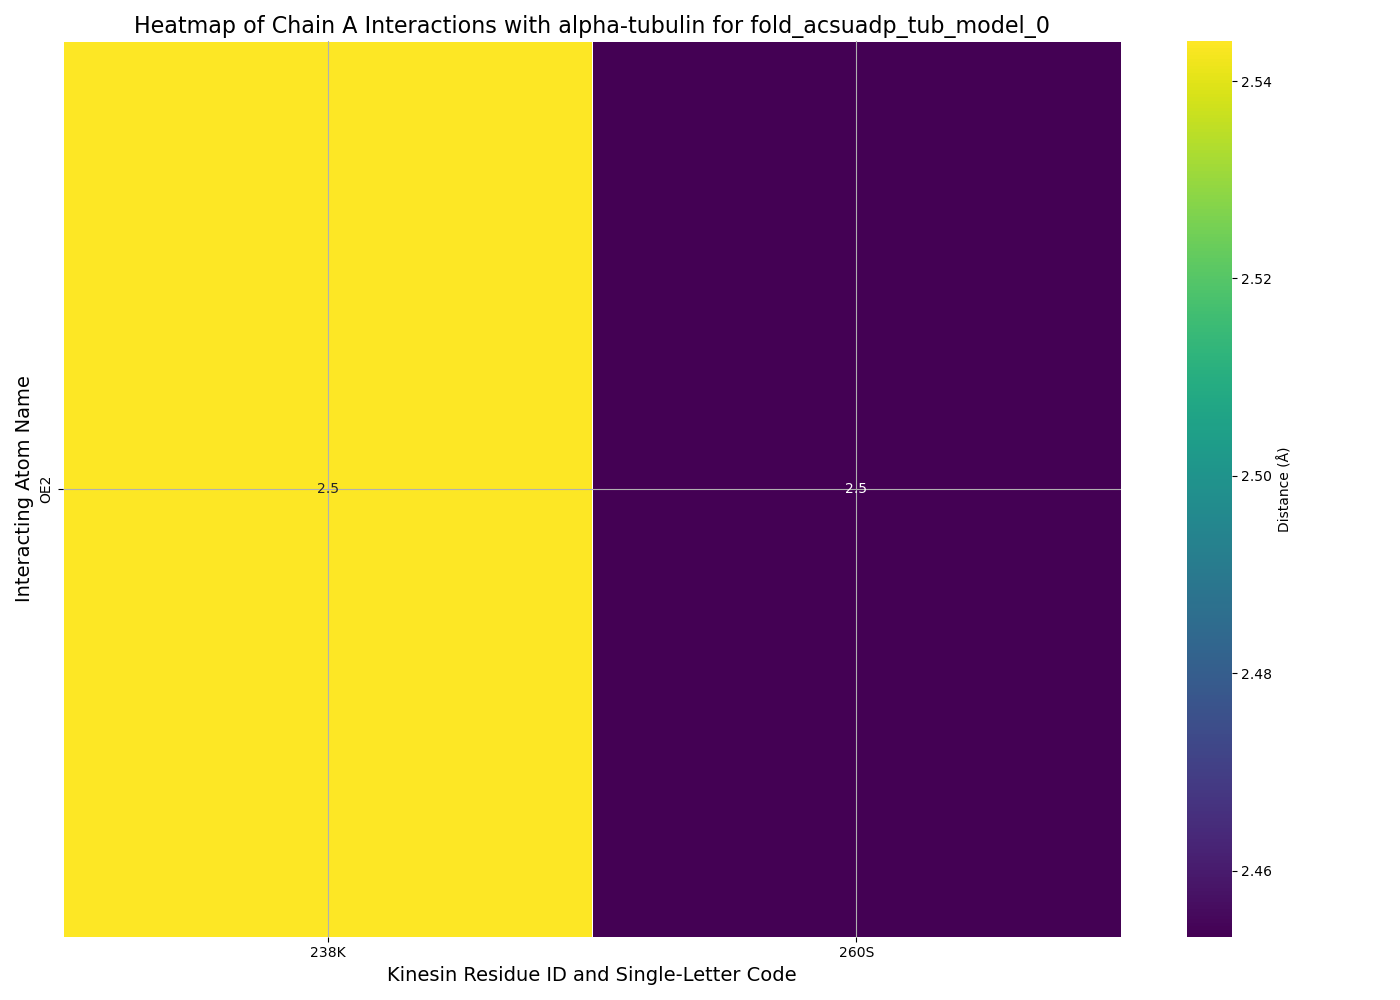 Heatmap of Chain A Interactions with alpha-tubulin for fold_acsuadp_tub_model_0
Interacting Atom Name
OE2
2.5
2.5
238K
260S
Kinesin Residue ID and Single-Letter Code
2.54
2.52
2.50
2.48
2.46
Distance (Å)